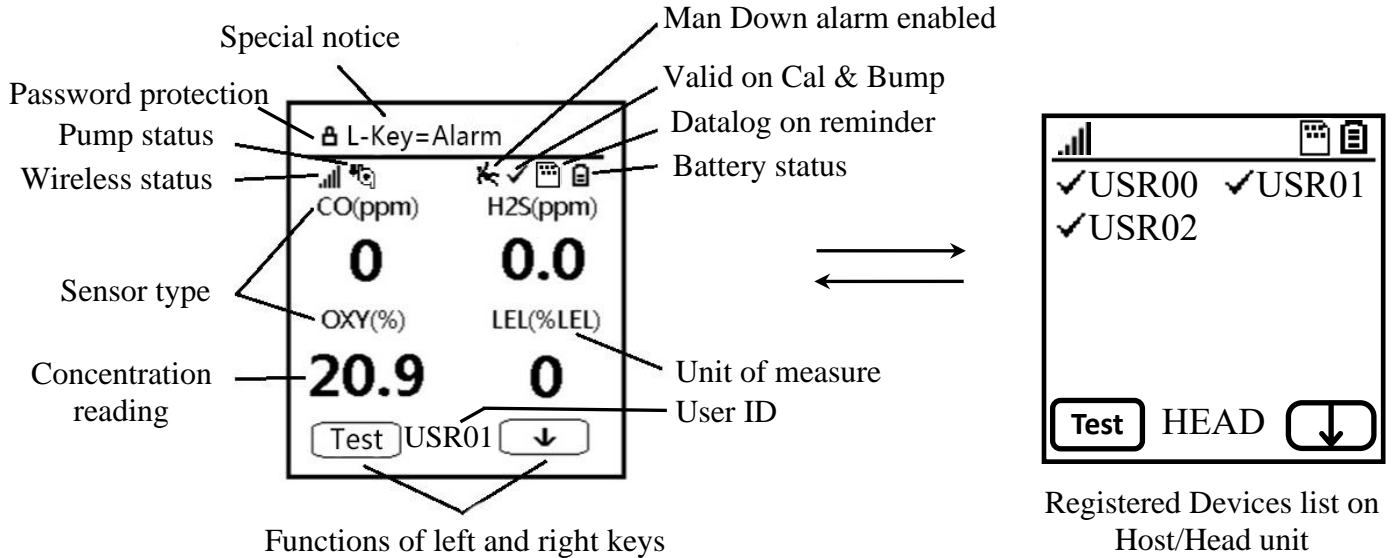 Special notice
Man Down alarm enabled
Password protection
Valid on Cal & Bump
Pump status
Datalog on reminder
Wireless status
Battery status
L-Key=Alarm
CO(ppm) H2S(ppm)
0 0.0
Sensor type
OXY(%) LEL(%LEL)
20.9 0
Concentration
reading
Unit of measure
User ID
Test USR01
Functions of left and right keys
USR00 USR01
USR02
Test HEAD
Registered Devices list on
Host/Head unit